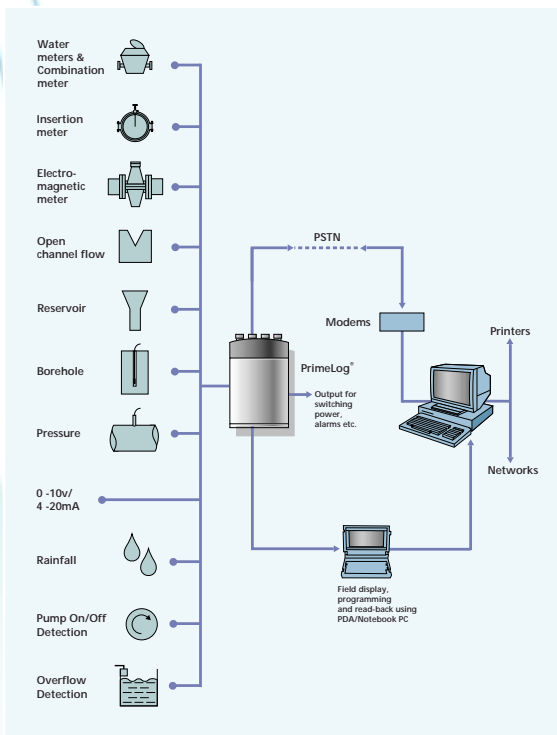 Water
meters &
Combination
meter
Insertion
meter
Electro-
magnetic
meter
Open
channel flow
Reservoir
Borehole
Pressure
0 -10v/
4 -20mA
Rainfall
Pump On/Off
Detection
Overflow
Detection
PSTN
Modems
PrimeLog®
Output for
switching
power,
alarms etc.
Printers
Networks
Field display,
programming
and read-back using
PDA/Notebook PC